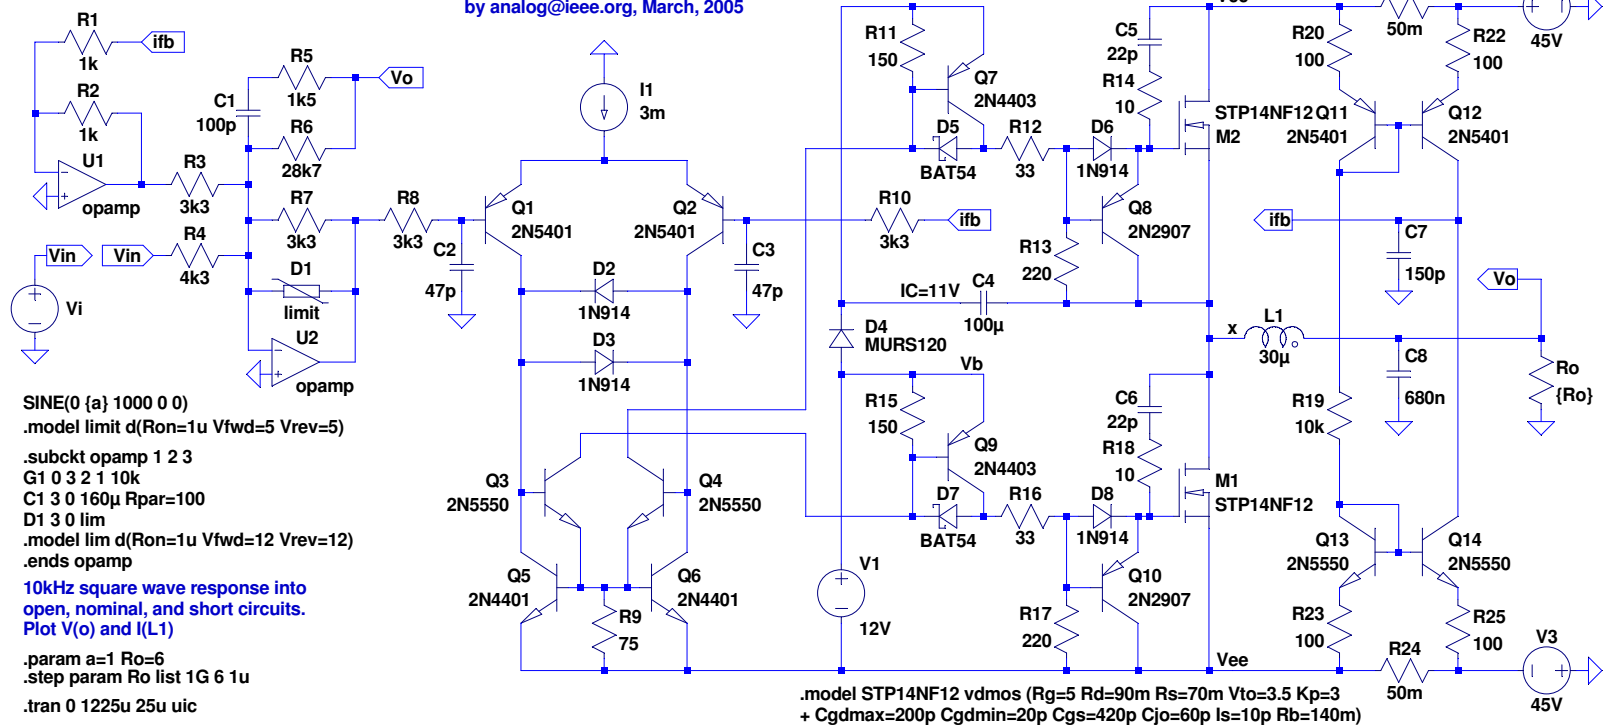 by analog@ieee.org, March, 2005
R1
1k
ifb
R2
1k
U1
opamp
R3
3k3
R4
4k3
Vin
Vin
Vi
R5
1k5
Vo
C1
100p
R6
28k7
R7
3k3
D1
limit
U2
opamp
R8
3k3
C2
47p
I1
3m
Q1
2N5401
Q2
2N5401
C3
47p
D2
1N914
D3
1N914
Q3
2N5550
Q4
2N5550
Q5
2N4401
Q6
2N4401
R9
75
R10
3k3
ifb
R11
150
Q7
2N4403
D5
BAT54
R12
33
D6
1N914
C5
22p
R14
10
STP14NF12
M2
Q8
2N2907
R13
220
IC=11V
C4
100µ
D4
MURS120
Vb
R15
150
Q9
2N4403
D7
BAT54
R16
33
D8
1N914
C6
22p
R18
10
M1
STP14NF12
Q10
2N2907
R17
220
V1
12V
Vee
x
L1
30µ
R20
100
50m
45V
R22
100
Q11
2N5401
Q12
2N5401
ifb
C7
150p
Vo
C8
680n
Ro
{Ro}
R19
10k
Q13
2N5550
Q14
2N5550
R23
100
R25
100
R24
50m
V3
45V
SINE(0 {a} 1000 0 0)
.model limit d(Ron=1u Vfwd=5 Vrev=5)
.subckt opamp 1 2 3
G1 0 3 2 1 10k
C1 3 0 160µ Rpar=100
D1 3 0 lim
.model lim d(Ron=1u Vfwd=12 Vrev=12)
.ends opamp
10kHz square wave response into
open, nominal, and short circuits.
Plot V(o) and I(L1)
.param a=1 Ro=6
.step param Ro list 1G 6 1u
.tran 0 1225u 25u uic
.model STP14NF12 vdmos (Rg=5 Rd=90m Rs=70m Vto=3.5 Kp=3
+ Cgdmax=200p Cgdmin=20p Cgs=420p Cjo=60p Is=10p Rb=140m)